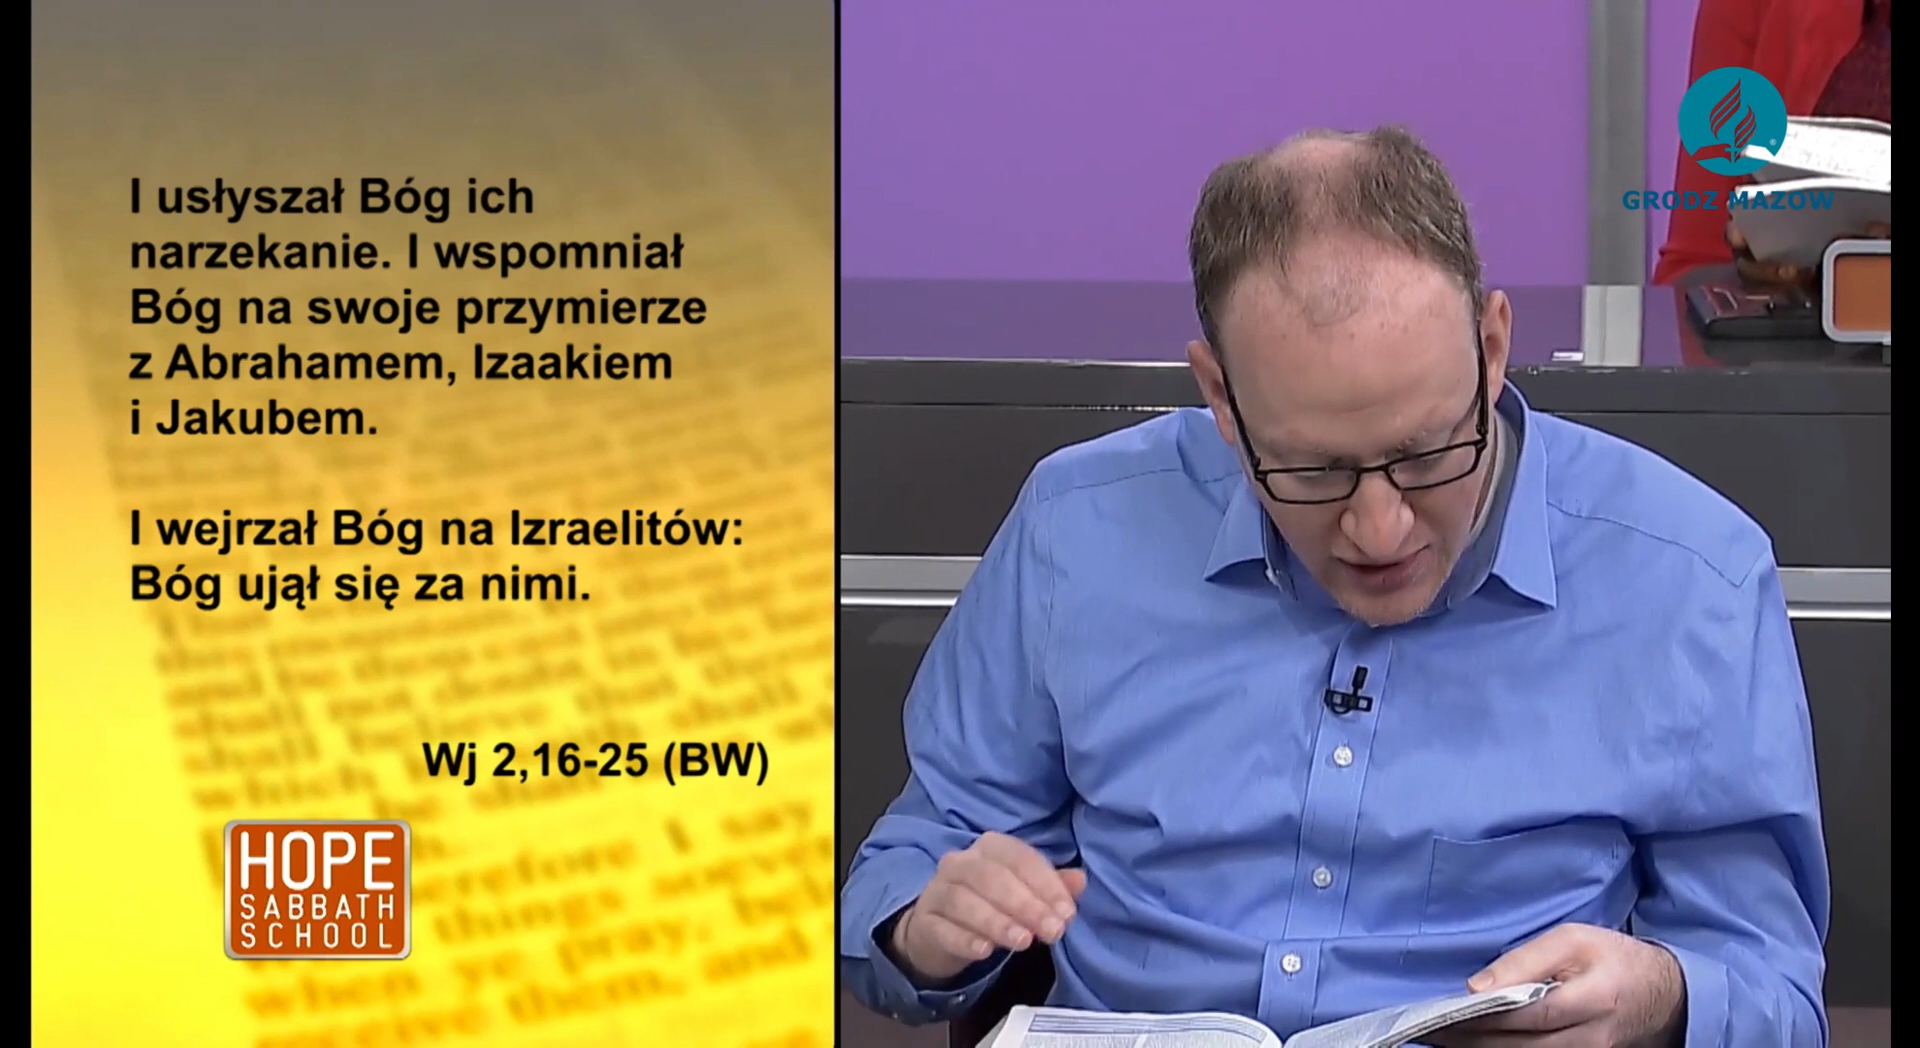 I usłyszał Bóg ich
narzekanie. I wspomniał
Bóg na swoje przymierze
z Abrahamem, Izaakiem
i Jakubem.
I wejrzał Bóg na Izraelitów:
Bóg ujął się za nimi.
Wj 2,16-25 (BW)
HOPE
SABBATH
SCHOOL
GRODZ MAZOW